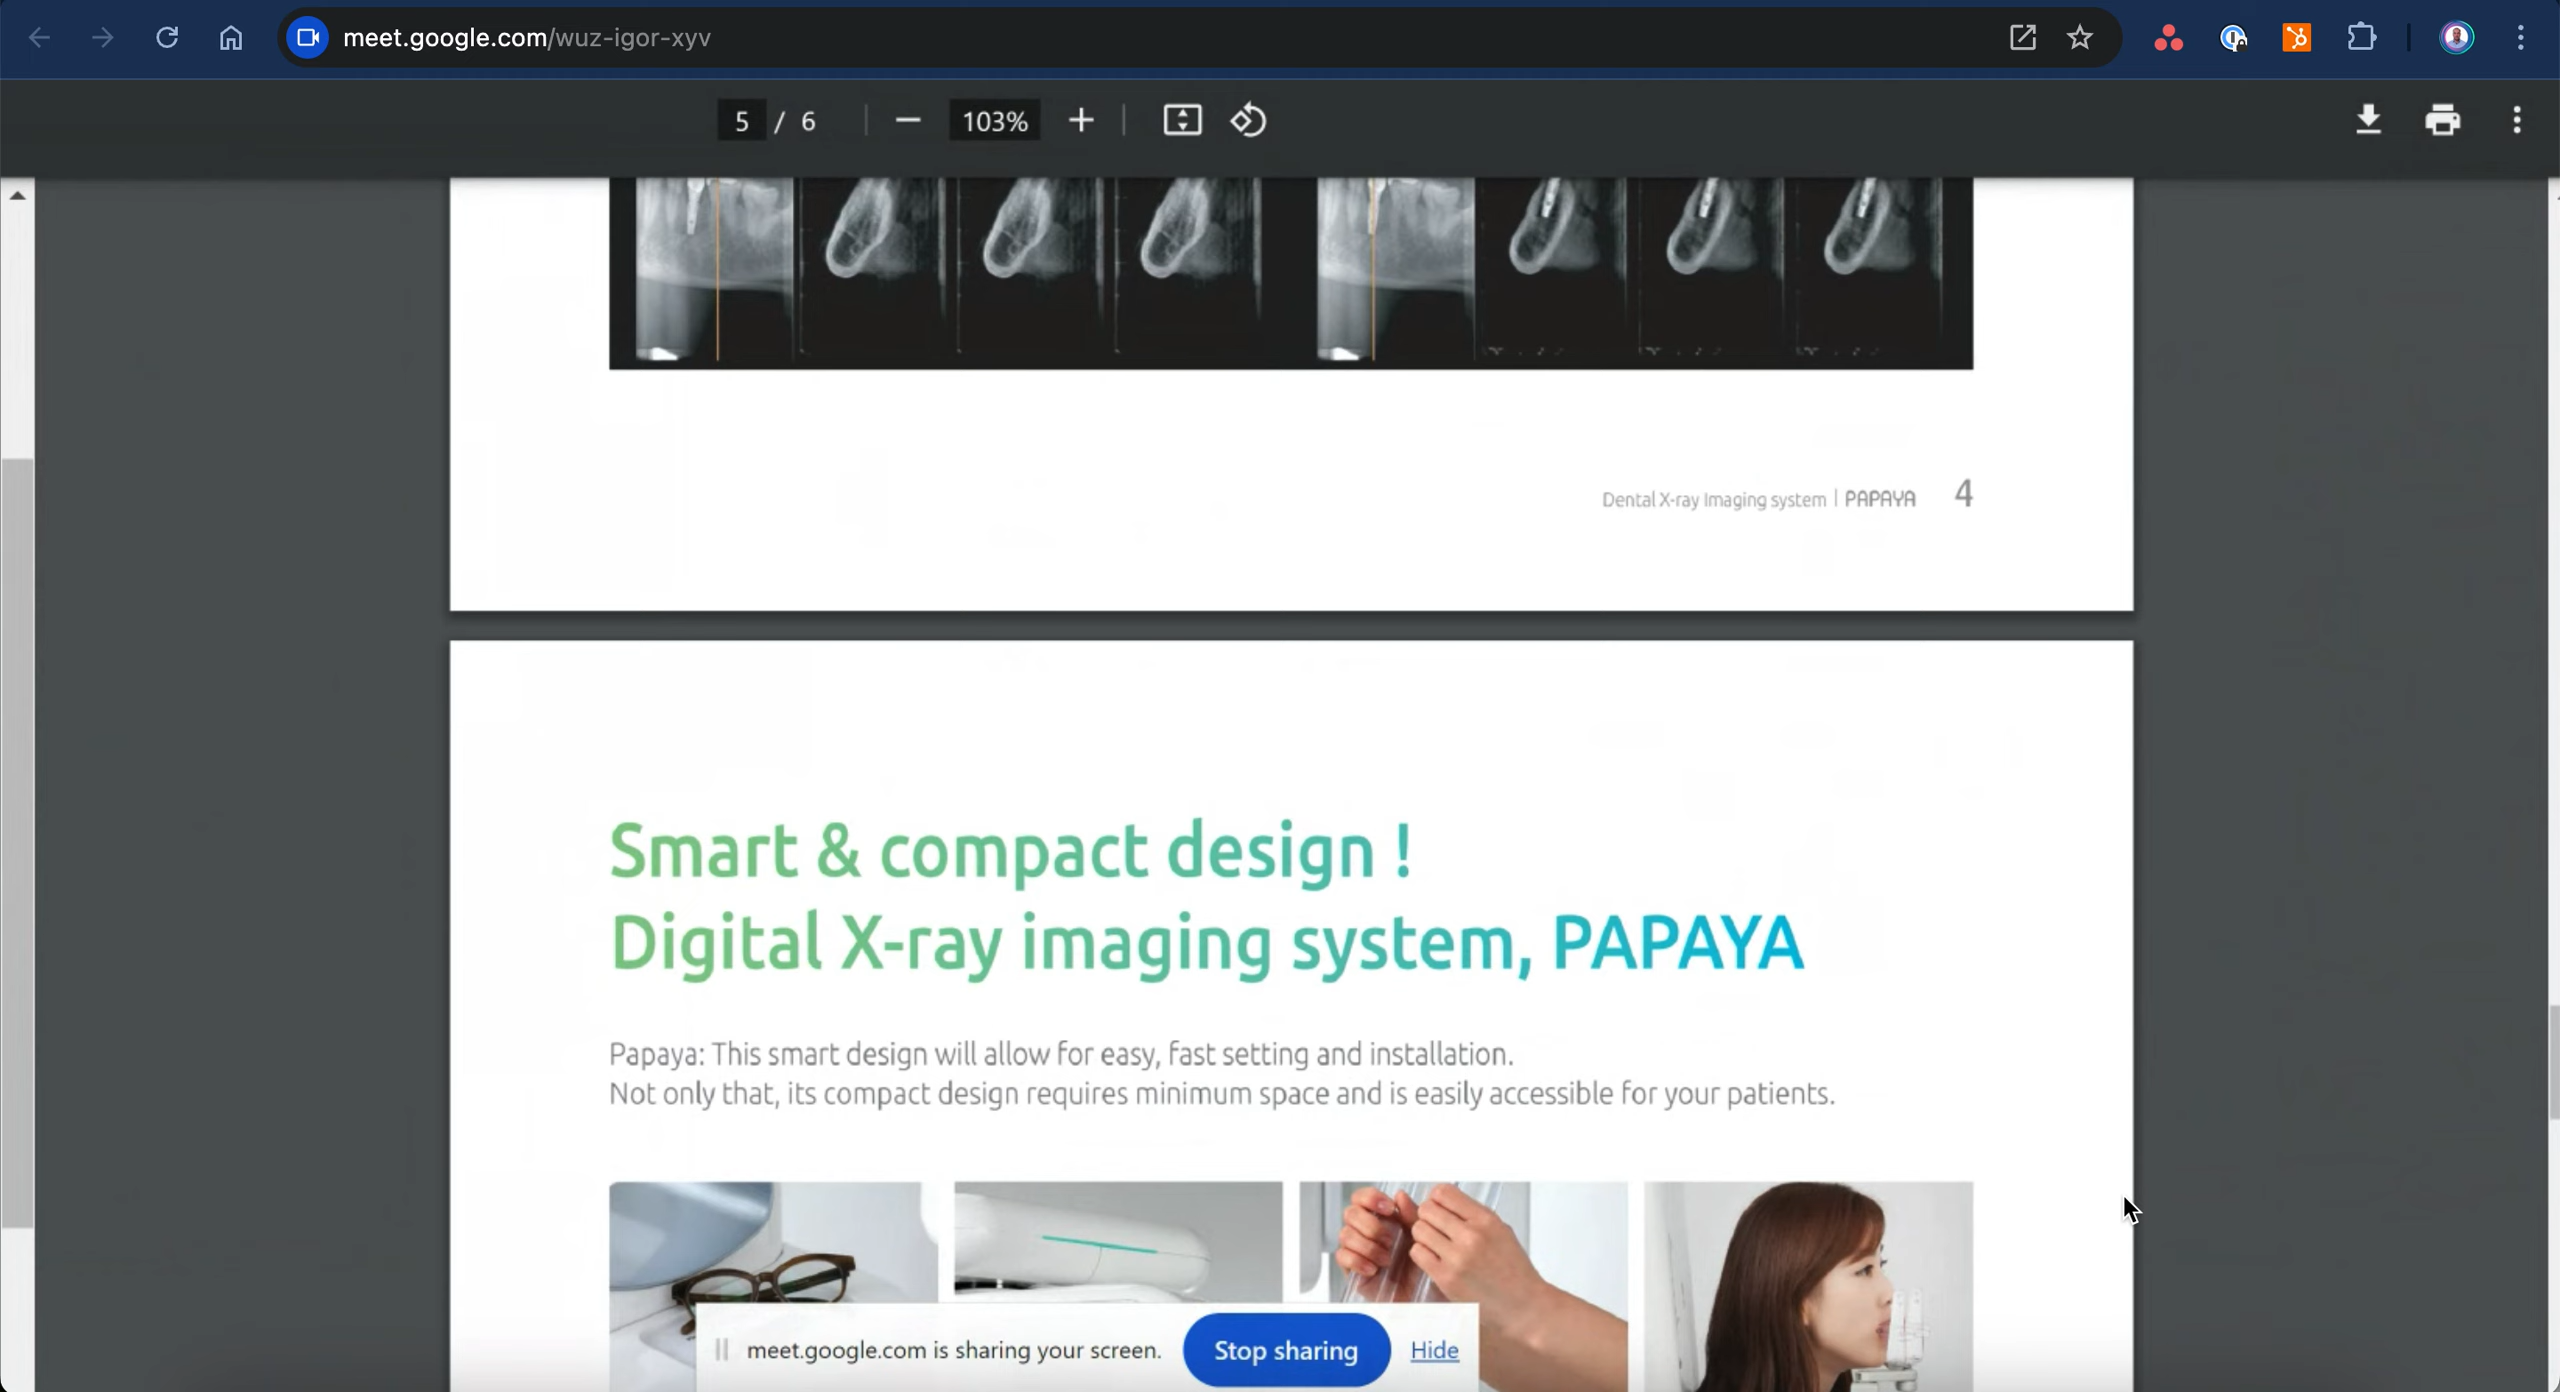 meet.google.com/wuz-igor-xyv
5 / 6
103%
Dental X-ray Imaging system | PAPAYA 4
Smart & compact design !
Digital X-ray imaging system, PAPAYA
Papaya: This smart design will allow for easy, fast setting and installation.
Not only that, its compact design requires minimum space and is easily accessible for your patients.
meet.google.com is sharing your screen. Stop sharing Hide